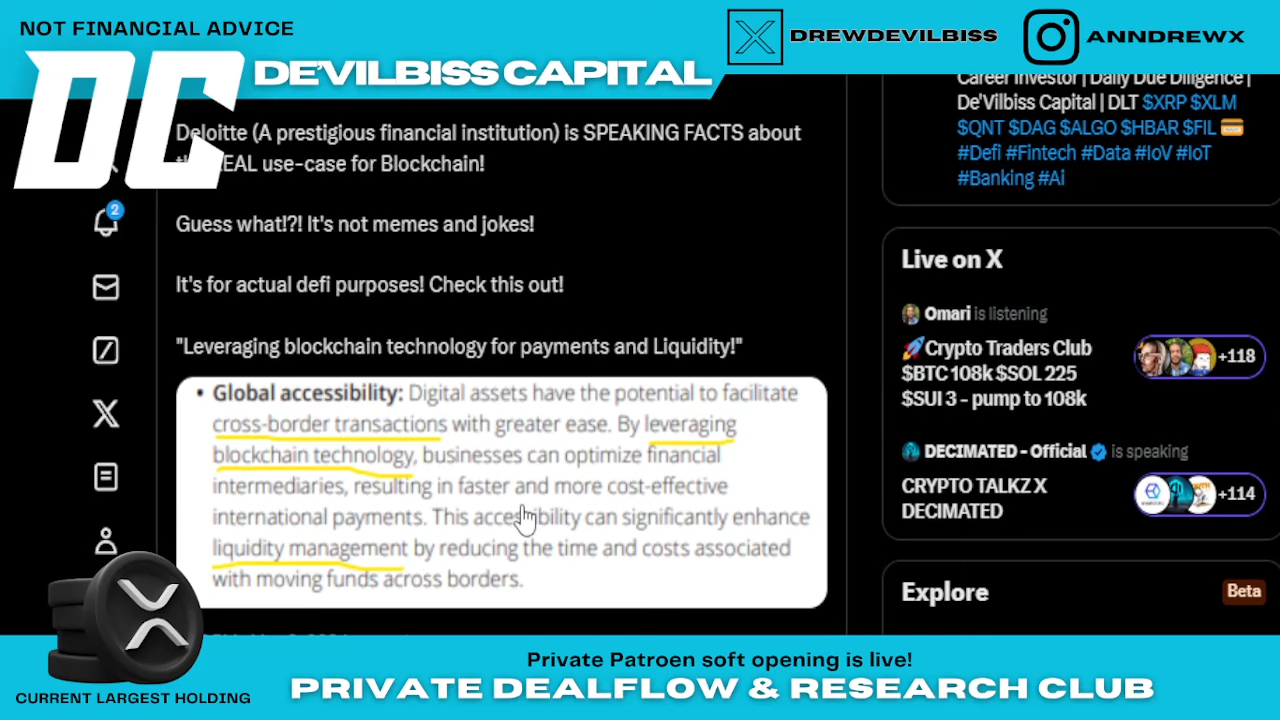 NOT FINANCIAL ADVICE
DC
DE'VILBISS CAPITAL
DREWDEVILBISS
ANNDREWX
Deloitte (A prestigious financial institution) is SPEAKING FACTS about
use-case for Blockchain!
Guess what!?! It's not memes and jokes!
It's for actual defi purposes! Check this out!
"Leveraging blockchain technology for payments and Liquidity!"
• Global accessibility: Digital assets have the potential to facilitate
cross-border transactions with greater ease. By leveraging
blockchain technology, businesses can optimize financial
intermediaries, resulting in faster and more cost-effective
international payments. This accessibility can significantly enhance
liquidity management by reducing the time and costs associated
with moving funds across borders.
2
Career Investor | Daily Due Diligence |
De'Vilbiss Capital | DLT $XRP $XLM
$QNT $DAG $ALGO $HBAR $FIL 💳
#Defi #Fintech #Data #IoV #IoT
#Banking #Ai
Live on X
Omari is listening
🚀Crypto Traders Club
$BTC 108k $SOL 225
$SUI 3 - pump to 108k
+118
DECIMATED - Official is speaking
CRYPTO TALKZ X
DECIMATED
+114
Explore
Beta
CURRENT LARGEST HOLDING
Private Patroen soft opening is live!
PRIVATE DEALFLOW & RESEARCH CLUB